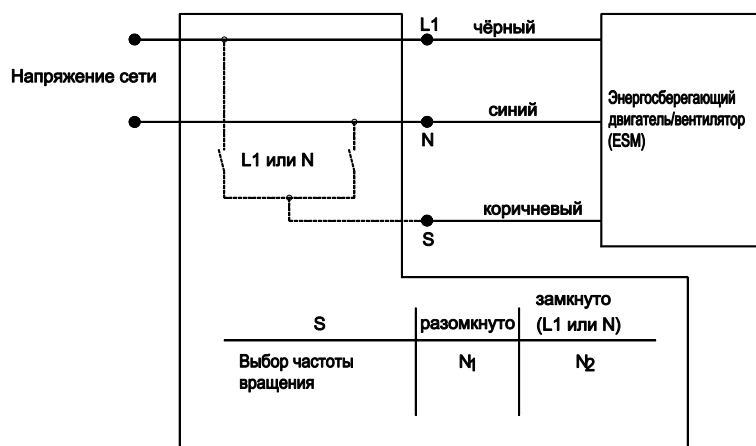 L1
чёрный
Напряжение сети
синий
Энергосберегающий
двигатель/вентилятор
(ESM)
N
L1 или N
коричневый
S
замкнуто
S
разомкнуто
(L1 или N)
Выбор частоты
вращения
N1
N2